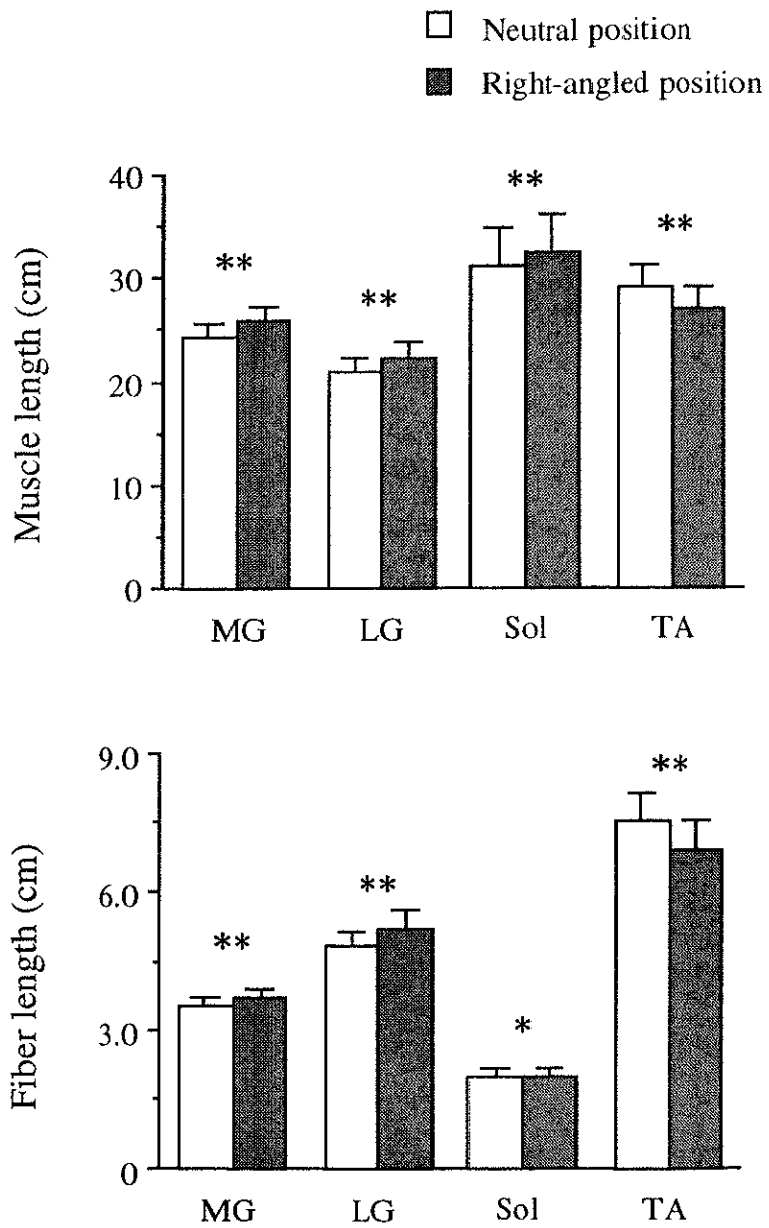 Neutral position
Right-angled position
Muscle length (cm)
40
30
20
10
0
**
**
**
**
MG LG Sol TA
Fiber length (cm)
9.0
6.0
3.0
0
**
**
*
**
MG LG Sol TA